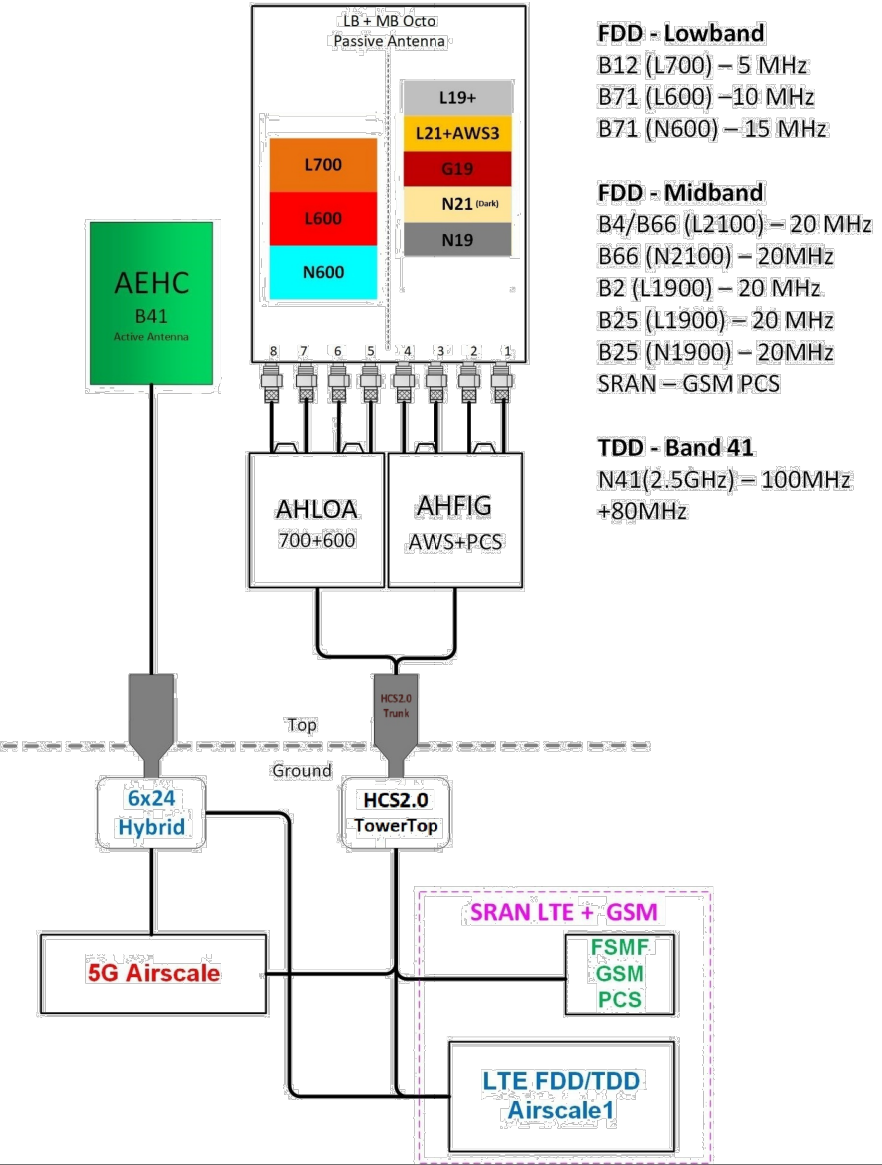 LB + MB Octo
Passive Antenna
L19+
L21+AWS3
G19
N21 (Dark)
N19
L700
L600
N600
AEHC
B41
Active Antenna
8 7 6 5 4 3 2 1
AHLOA
700+600
AHFIG
AWS+PCS
HCS2.0
Trunk
Top
Ground
6x24
Hybrid
HCS2.0
TowerTop
5G Airscale
SRAN LTE + GSM
FSMF
GSM
PCS
LTE FDD/TDD
Airscale1
FDD - Lowband
B12 (L700) – 5 MHz
B71 (L600) –10 MHz
B71 (N600) – 15 MHz
FDD - Midband
B4/B66 (L2100) – 20 MHz
B66 (N2100) – 20MHz
B2 (L1900) – 20 MHz
B25 (L1900) – 20 MHz
B25 (N1900) – 20MHz
SRAN – GSM PCS
TDD - Band 41
N41(2.5GHz) – 100MHz
+80MHz